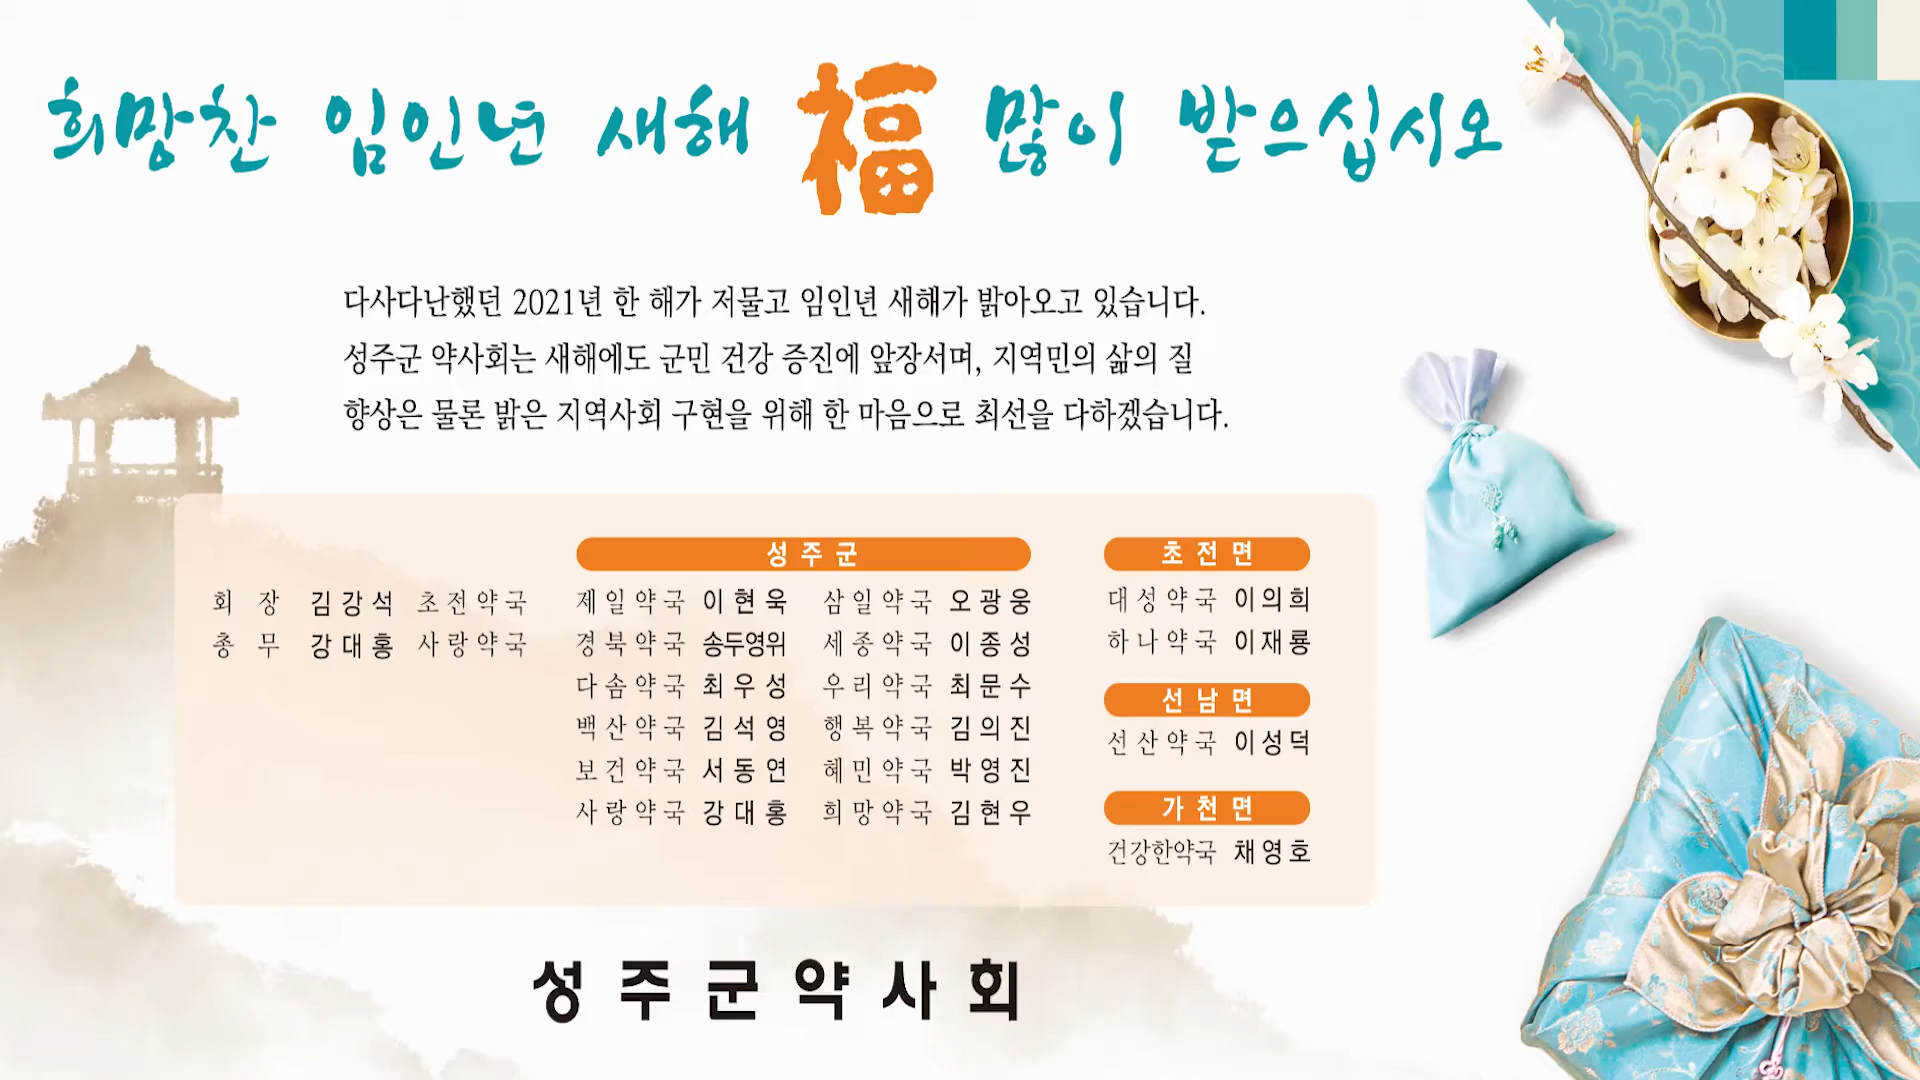 희망찬 임인년 새해 福 많이 받으십시오
다사다난했던 2021년 한 해가 저물고 임인년 새해가 밝아오고 있습니다.
성주군 약사회는 새해에도 군민 건강 증진에 앞장서며, 지역민의 삶의 질
향상은 물론 밝은 지역사회 구현을 위해 한 마음으로 최선을 다하겠습니다.
회 장 김강석 초전약국
총 무 강대홍 사랑약국
성주군
제일약국 이현욱 삼일약국 오광웅
경북약국 송두영위 세종약국 이종성
다솜약국 최우성 우리약국 최문수
백산약국 김석영 행복약국 김의진
보건약국 서동연 혜민약국 박영진
사랑약국 강대홍 희망약국 김현우
초전면
대성약국 이의희
하나약국 이재룡
선남면
선산약국 이성덕
가천면
건강한약국 채영호
성주군약사회